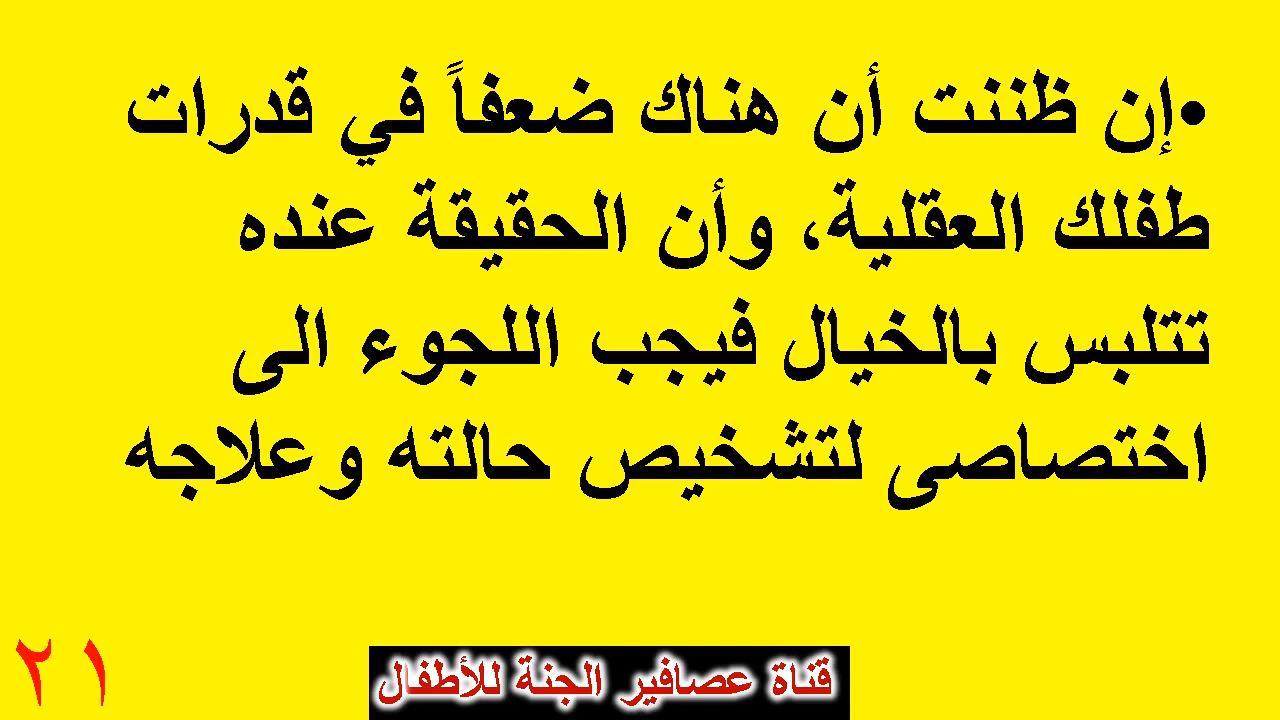 •إن ظننت أن هناك ضعفاً في قدرات
طفلك العقلية، وأن الحقيقة عنده
تتلبس بالخيال فيجب اللجوء الى
اختصاصى لتشخيص حالته وعلاجه
٢١
قناة عصافير الجنة للأطفال